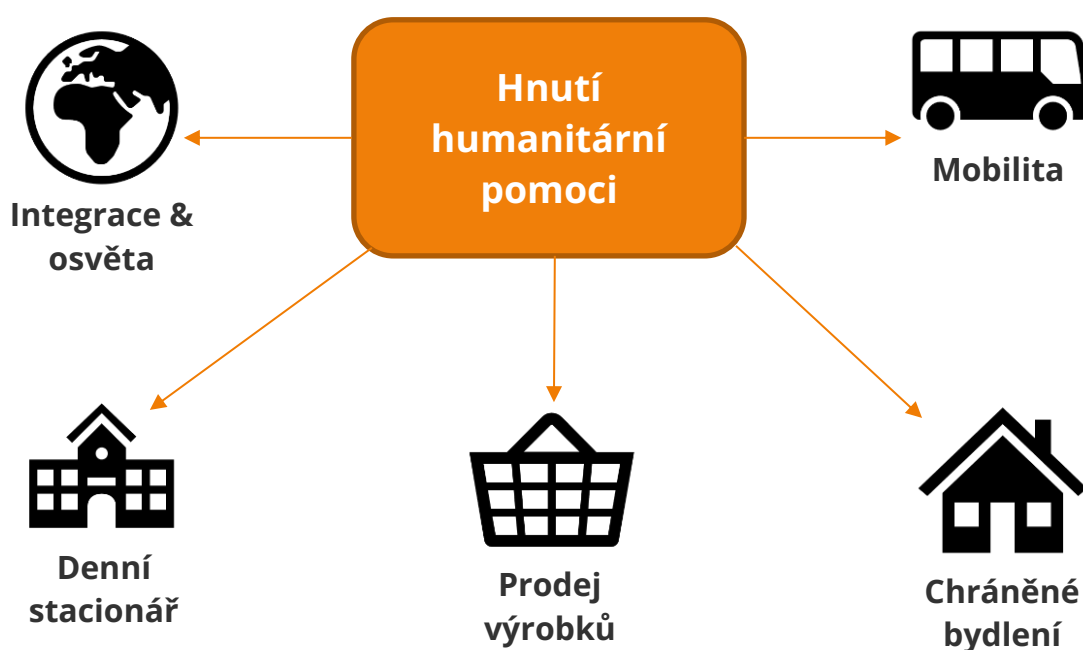 Hnutí
humanitární
pomoci
Mobilita
Integrace &
osvěta
Denní
stacionář
Prodej
výrobků
Chráněné
bydlení